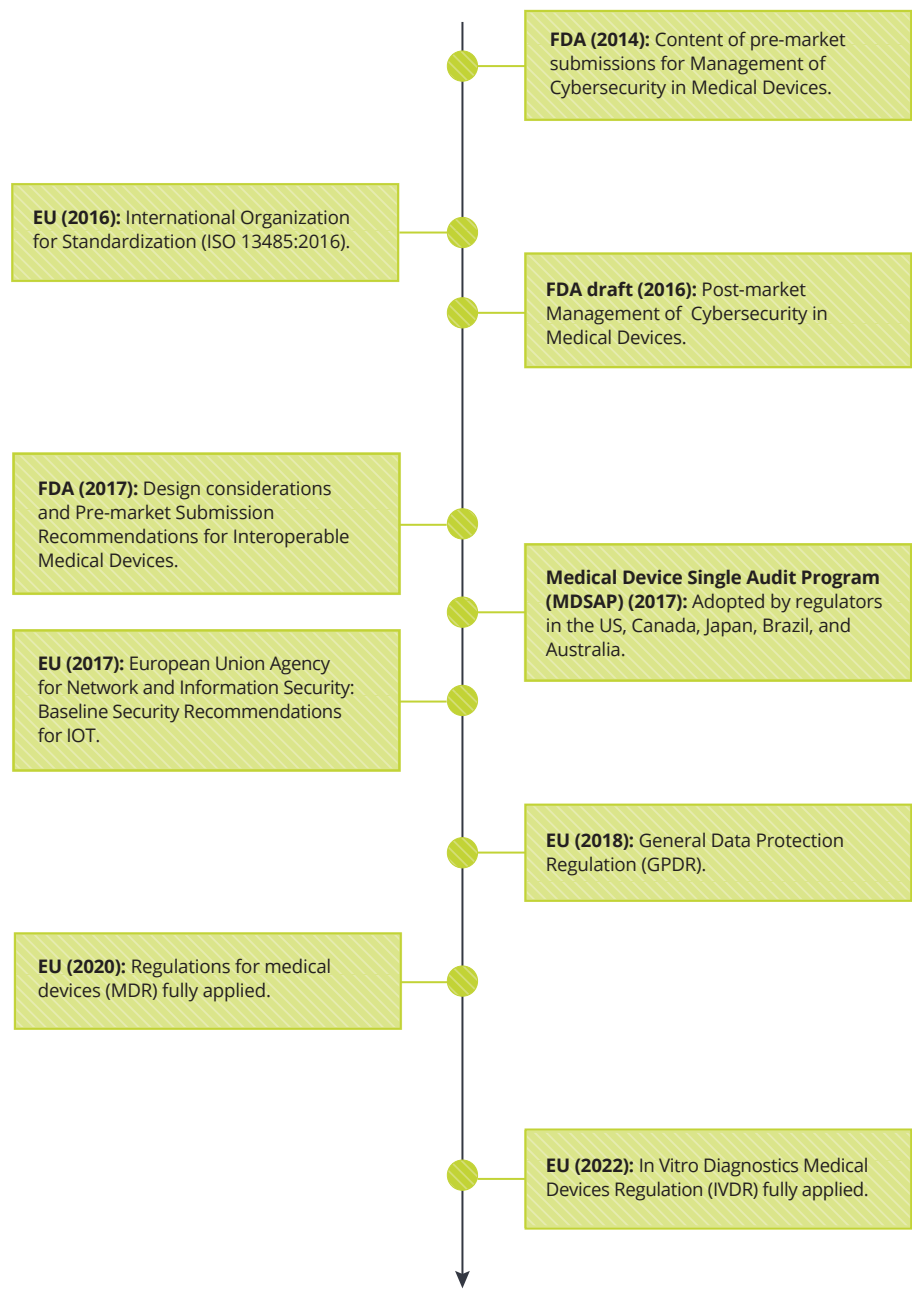 FDA (2014): Content of pre-market
submissions for Management of
Cybersecurity in Medical Devices.
EU (2016): International Organization
for Standardization (ISO 13485:2016).
FDA draft (2016): Post-market
Management of  Cybersecurity in
Medical Devices.
FDA (2017): Design considerations
and Pre-market Submission
Recommendations for Interoperable
Medical Devices.
Medical Device Single Audit Program
(MDSAP) (2017): Adopted by regulators
in the US, Canada, Japan, Brazil, and
Australia.
EU (2017): European Union Agency
for Network and Information Security:
Baseline Security Recommendations
for IOT.
EU (2018): General Data Protection
Regulation (GPDR).
EU (2020): Regulations for medical
devices (MDR) fully applied.
EU (2022): In Vitro Diagnostics Medical
Devices Regulation (IVDR) fully applied.